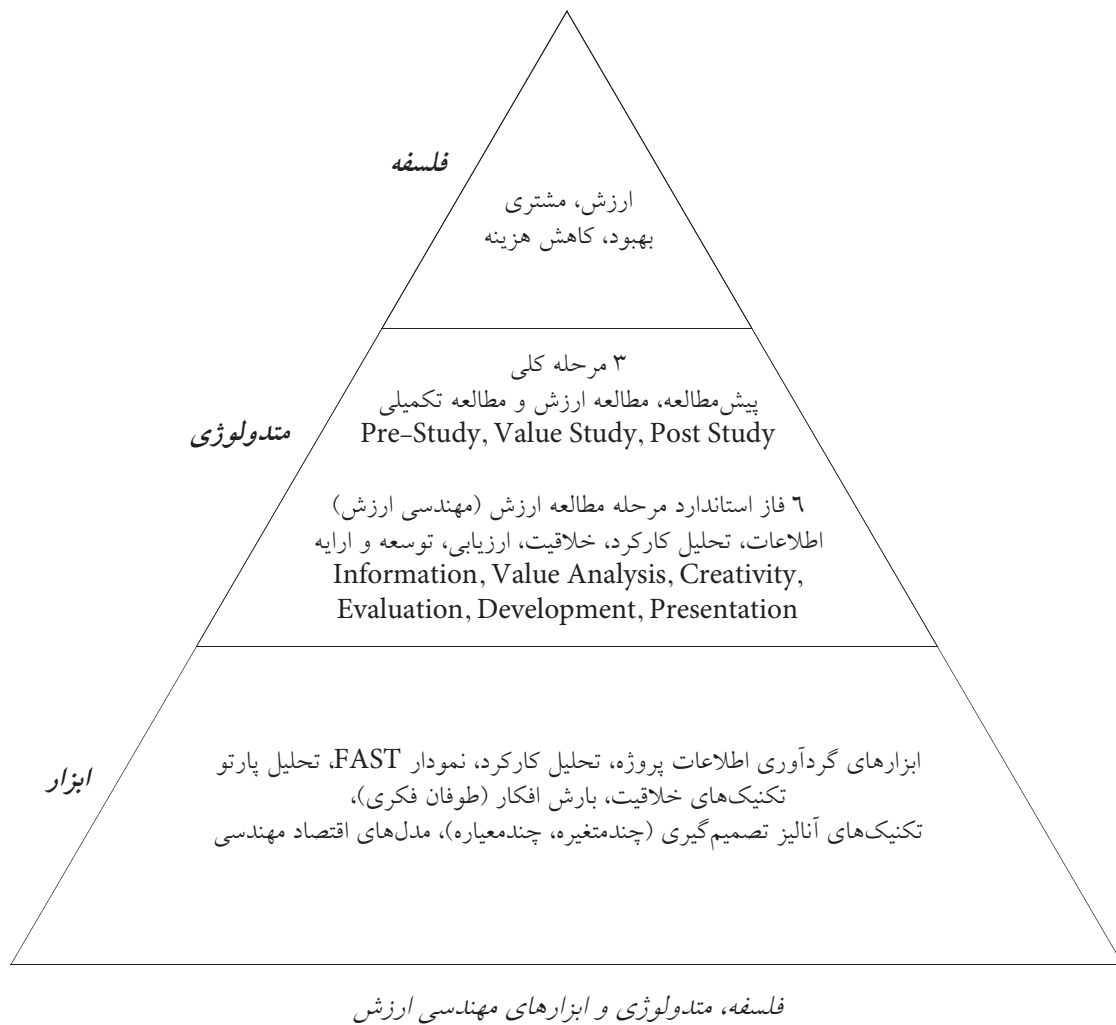 فلسفه
ارزش، مشتری
بهبود، کاهش هزینه
۳ مرحله کلی
پیش‌مطالعه، مطالعه ارزش و مطالعه تکمیلی
متدولوژی
Pre-Study, Value Study, Post Study
۶ فاز استاندارد مرحله مطالعه ارزش (مهندسی ارزش)
اطلاعات، تحلیل کارکرد، خلاقیت، ارزیابی، توسعه و ارایه
Information, Value Analysis, Creativity,
Evaluation, Development, Presentation
ابزار
ابزارهای گردآوری اطلاعات پروژه، تحلیل کارکرد، نمودار FAST، تحلیل پارتو
تکنیک‌های خلاقیت، بارش افکار (طوفان فکری)،
تکنیک‌های آنالیز تصمیم‌گیری (چندمتغیره، چندمعیاره)، مدل‌های اقتصاد مهندسی
فلسفه، متدولوژی و ابزارهای مهندسی ارزش